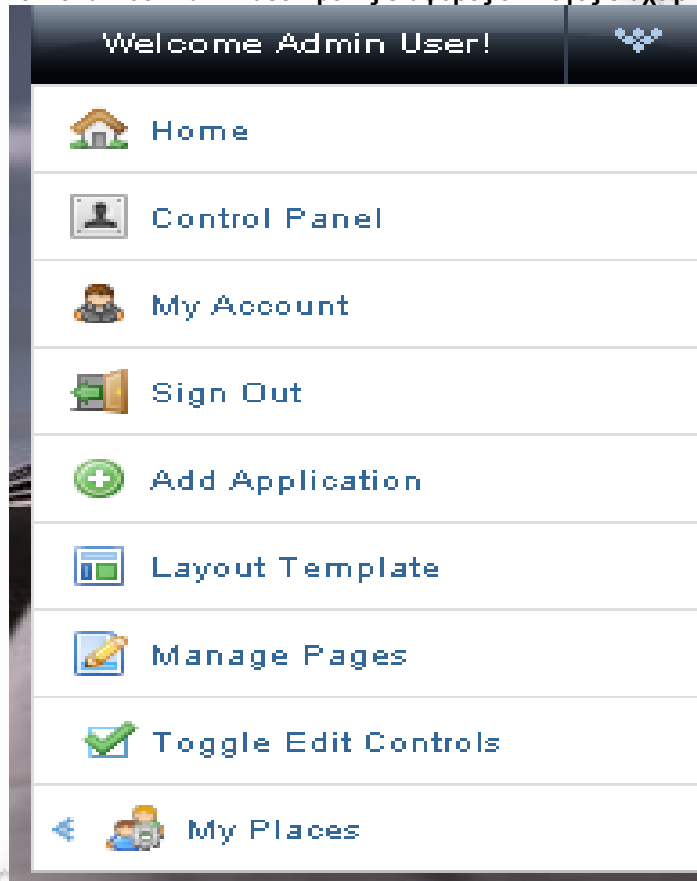 Welcome Admin User!
Home
Control Panel
My Account
Sign Out
Add Application
Layout Template
Manage Pages
Toggle Edit Controls
My Places